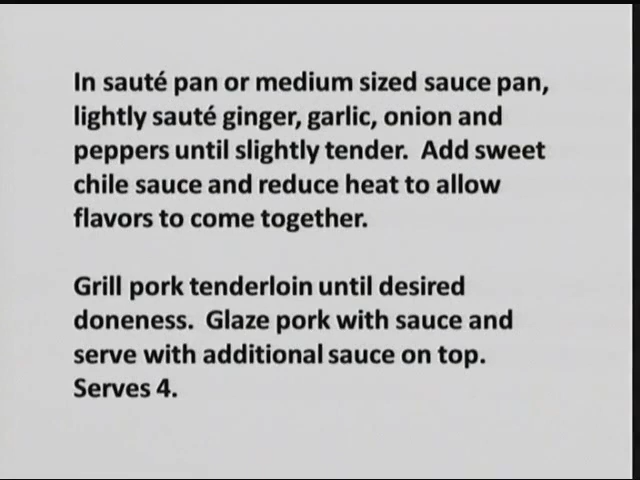 In sauté pan or medium sized sauce pan,
lightly sauté ginger, garlic, onion and
peppers until slightly tender.  Add sweet
chile sauce and reduce heat to allow
flavors to come together.
Grill pork tenderloin until desired
doneness.  Glaze pork with sauce and
serve with additional sauce on top.
Serves 4.